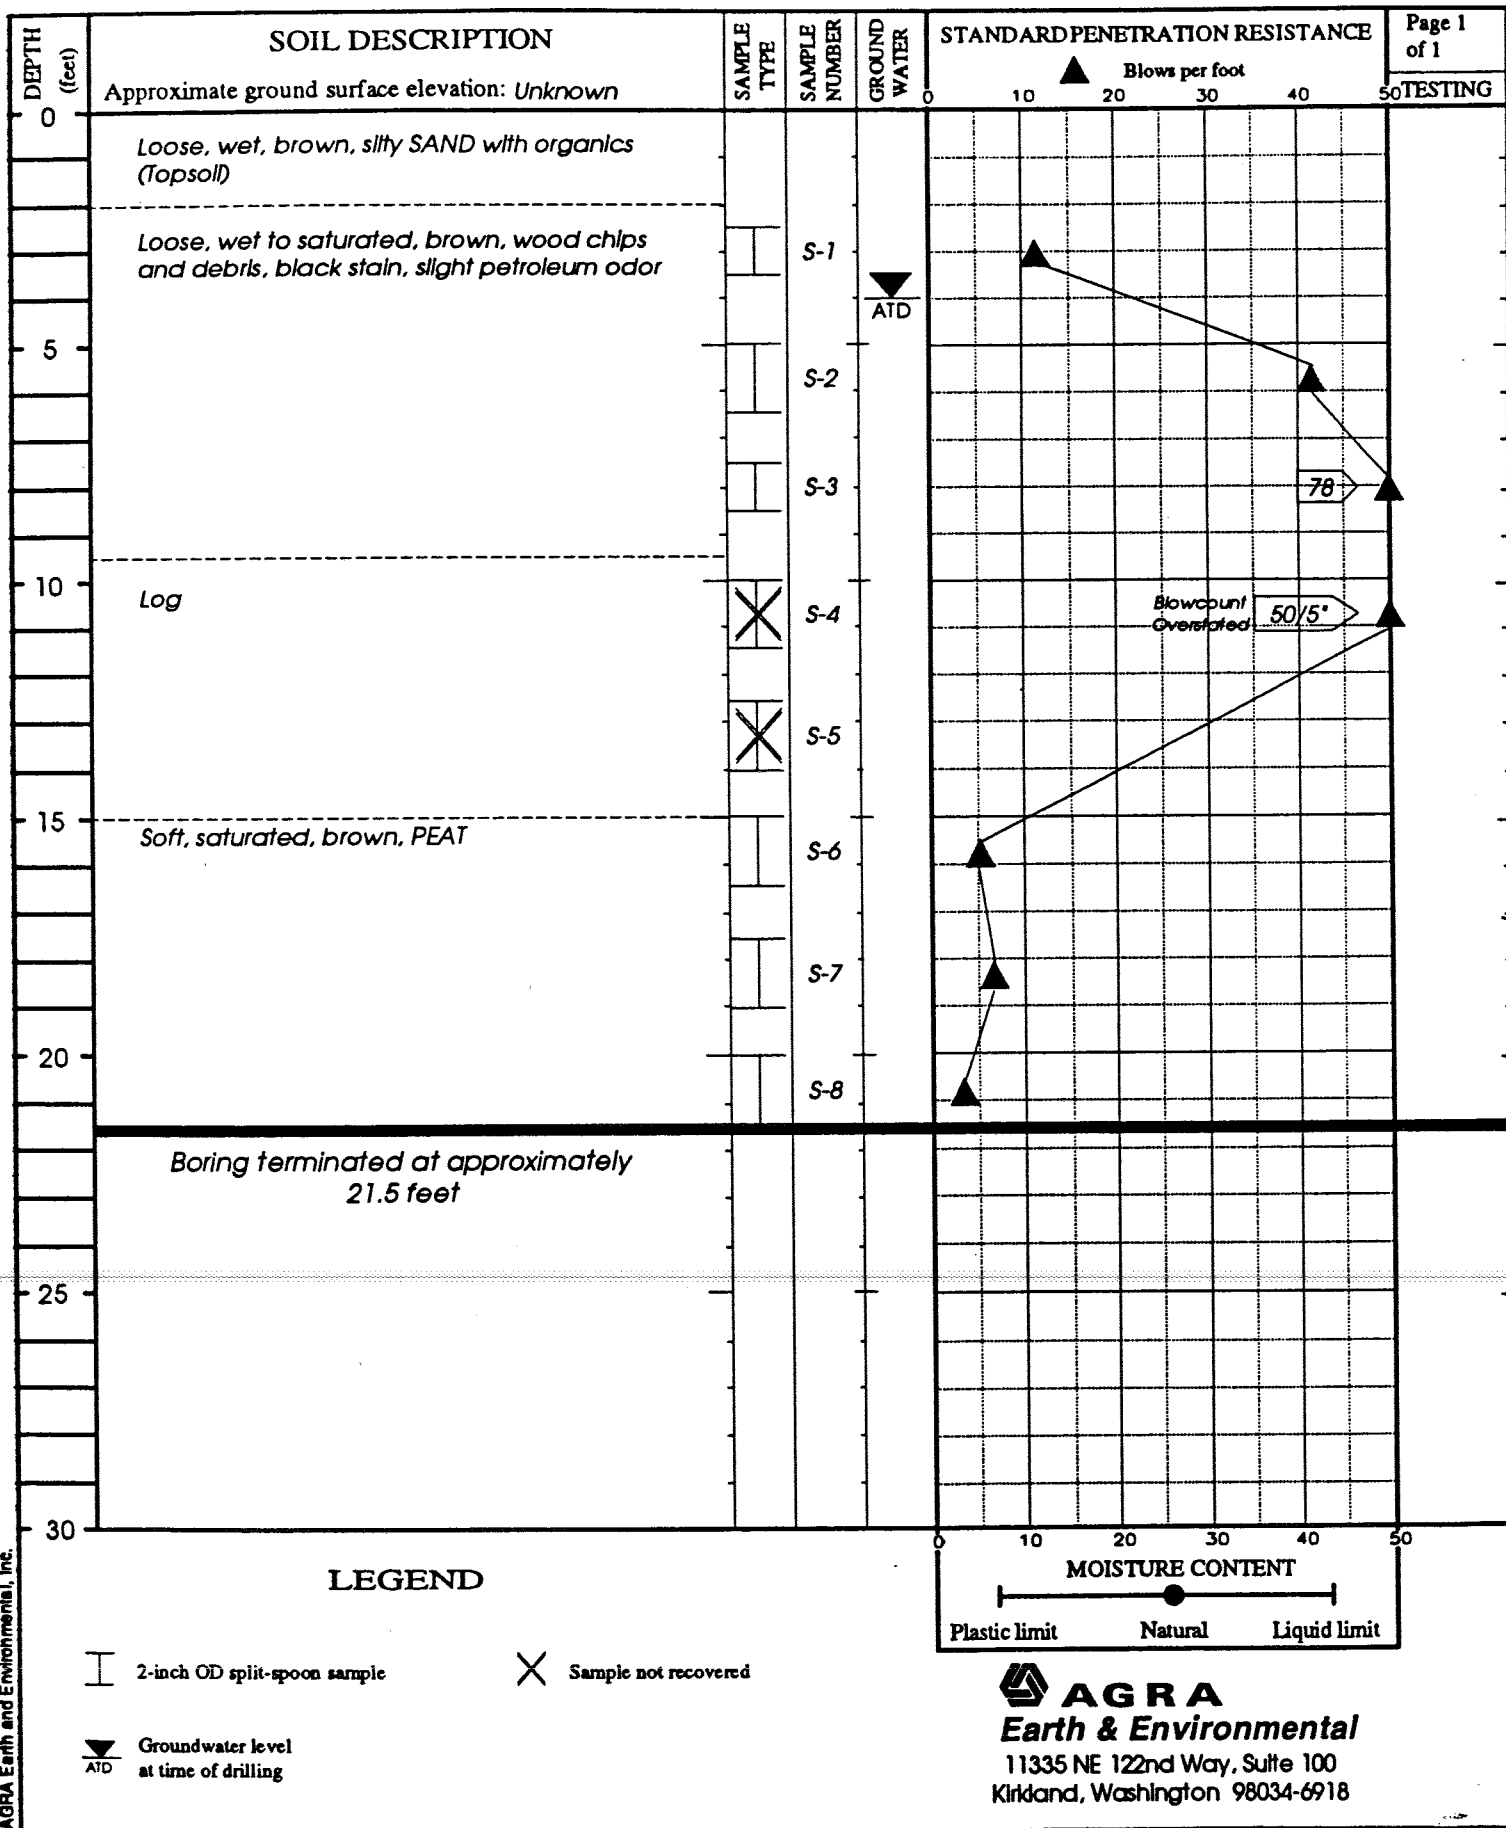 DEPTH
(feet)
SOIL DESCRIPTION
Approximate ground surface elevation: Unknown
SAMPLE
TYPE
SAMPLE
NUMBER
GROUND
WATER
STANDARD PENETRATION RESISTANCE
▲ Blows per foot
0 10 20 30 40 50
Page 1
of 1
TESTING
0
Loose, wet, brown, silty SAND with organics
(Topsoil)
Loose, wet to saturated, brown, wood chips
and debris, black stain, slight petroleum odor
S-1
ATD
5
S-2
S-3
78
10
Log
S-4
Blowcount
Overstated
50/5"
S-5
15
Soft, saturated, brown, PEAT
S-6
S-7
20
S-8
Boring terminated at approximately
21.5 feet
25
30
0 10 20 30 40 50
MOISTURE CONTENT
Plastic limit Natural Liquid limit
LEGEND
2-inch OD split-spoon sample
Sample not recovered
ATD
Groundwater level
at time of drilling
AGRA
Earth & Environmental
11335 NE 122nd Way, Suite 100
Kirkland, Washington 98034-6918
AGRA Earth and Environmental, Inc.